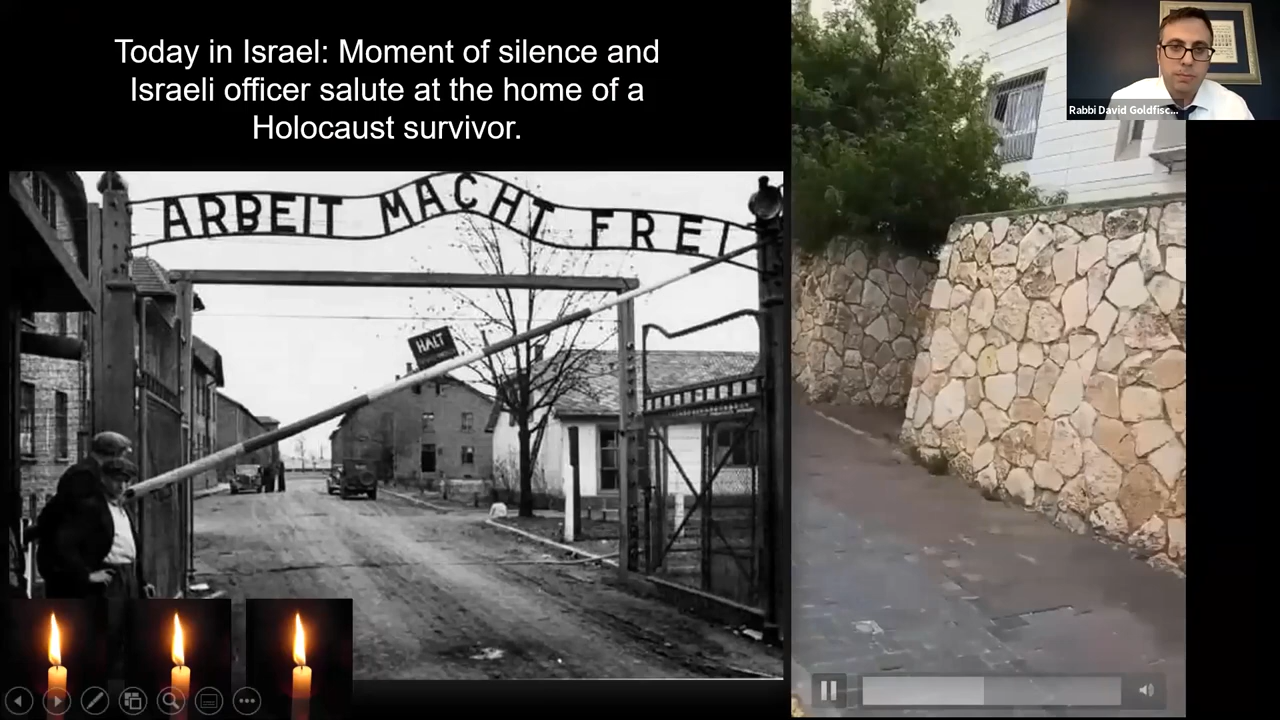 Today in Israel: Moment of silence and
Israeli officer salute at the home of a
Holocaust survivor.
Rabbi David Goldfisc...
ARBEIT MACHT FREI
HALT